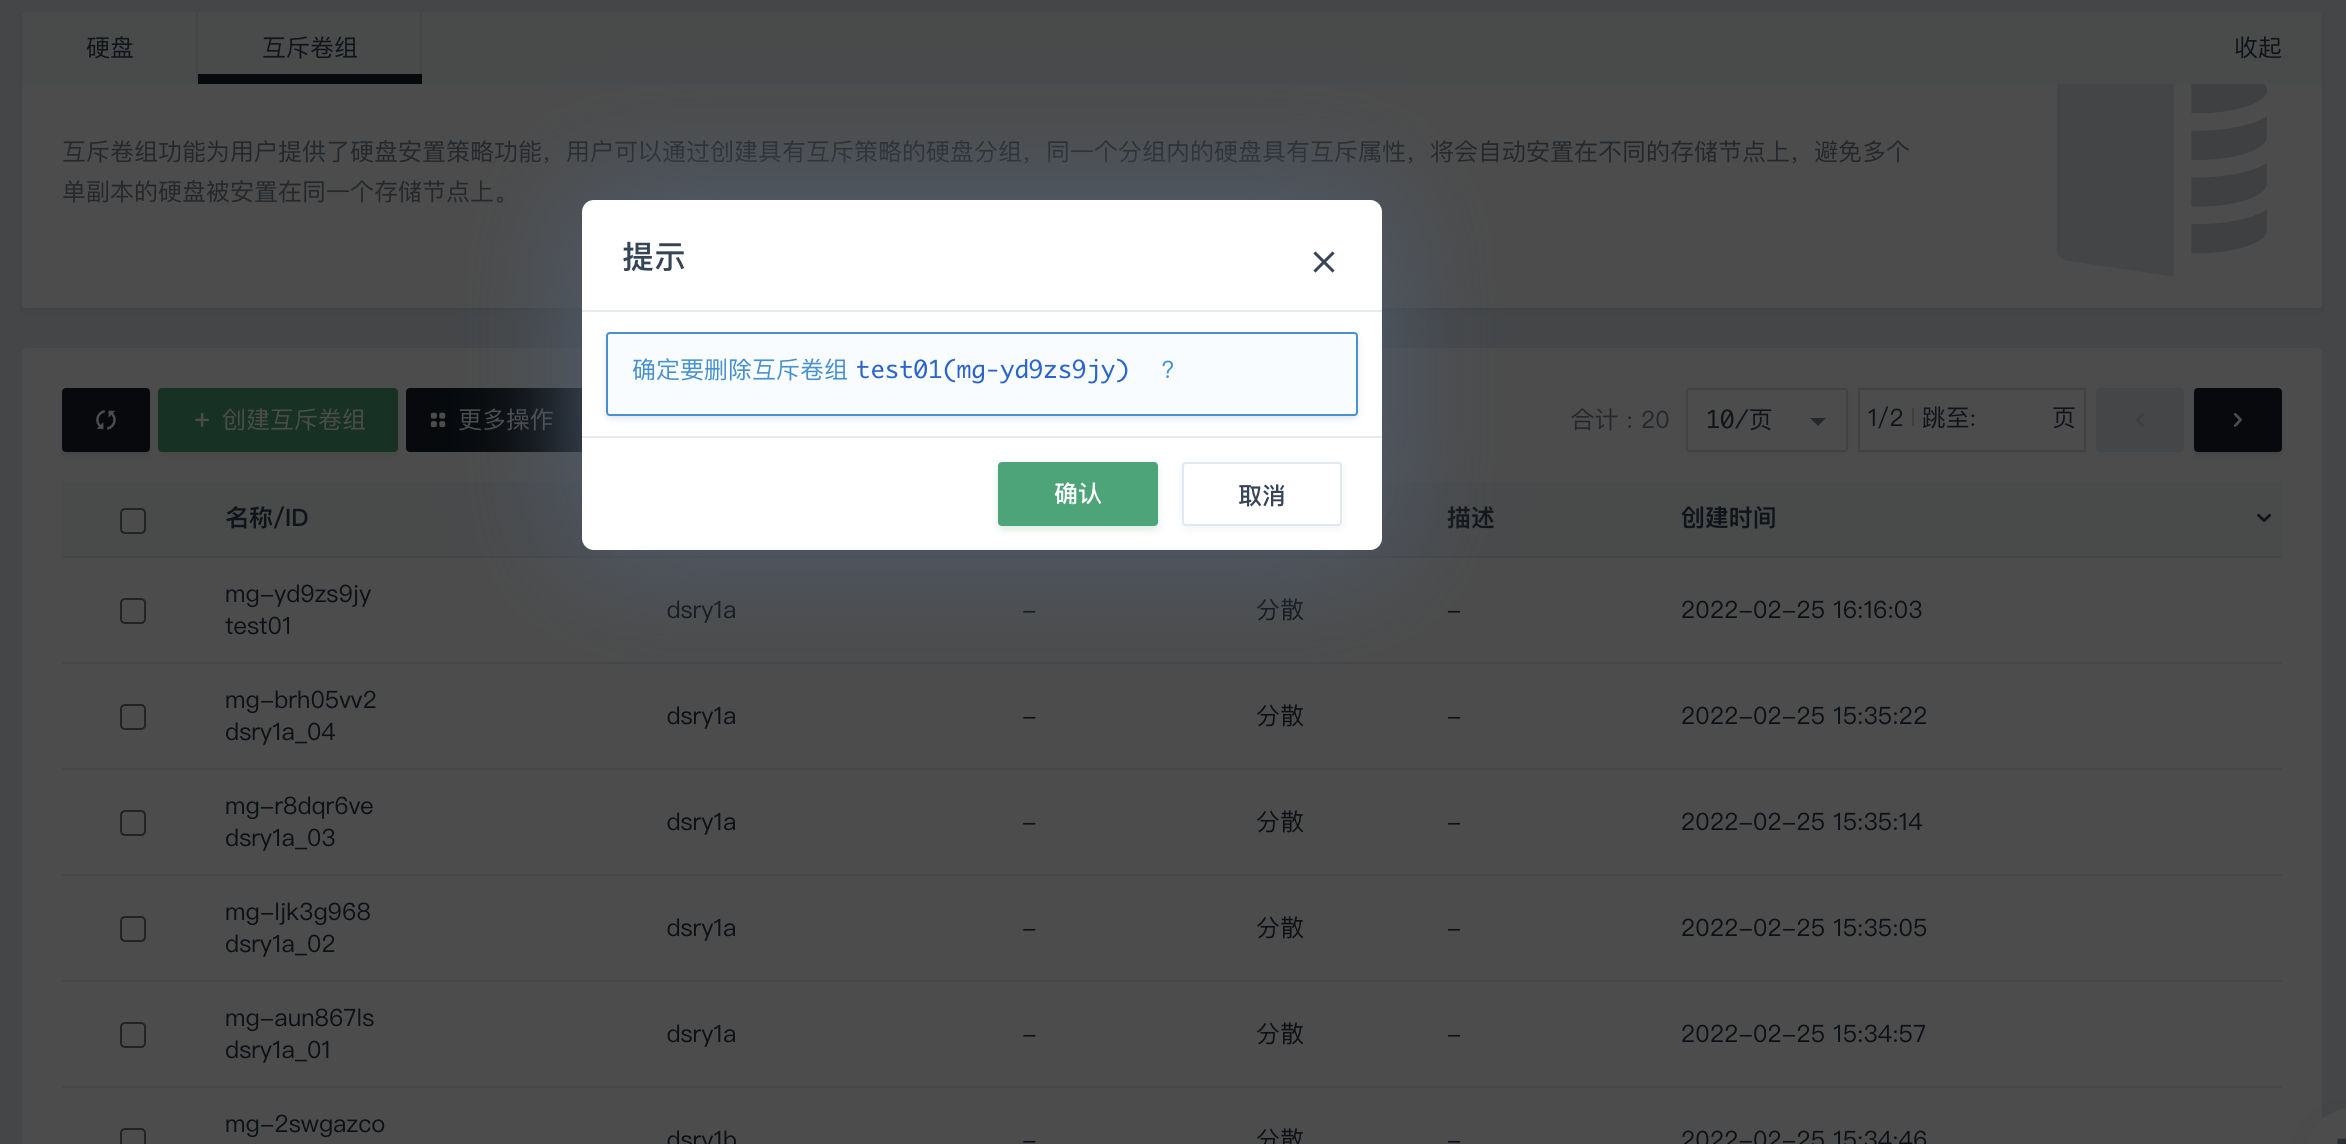 硬盘
互斥卷组
收起
互斥卷组功能为用户提供了硬盘安置策略功能，用户可以通过创建具有互斥策略的硬盘分组，同一个分组内的硬盘具有互斥属性，将会自动安置在不同的存储节点上，避免多个
单副本的硬盘被安置在同一个存储节点上。
提示
确定要删除互斥卷组 test01(mg-yd9zs9jy) ?
确认
取消
+ 创建互斥卷组
更多操作
合计：20
10/页
1/2
跳至:
页
名称/ID
描述
创建时间
mg-yd9zs9jy
test01
dsry1a
-
分散
-
2022-02-25 16:16:03
mg-brh05vv2
dsry1a_04
dsry1a
-
分散
-
2022-02-25 15:35:22
mg-r8dqr6ve
dsry1a_03
dsry1a
-
分散
-
2022-02-25 15:35:14
mg-ljk3g968
dsry1a_02
dsry1a
-
分散
-
2022-02-25 15:35:05
mg-aun867ls
dsry1a_01
dsry1a
-
分散
-
2022-02-25 15:34:57
mg-2swgazco
dsry1b
-
分散
-
2022-02-25 15:34:46